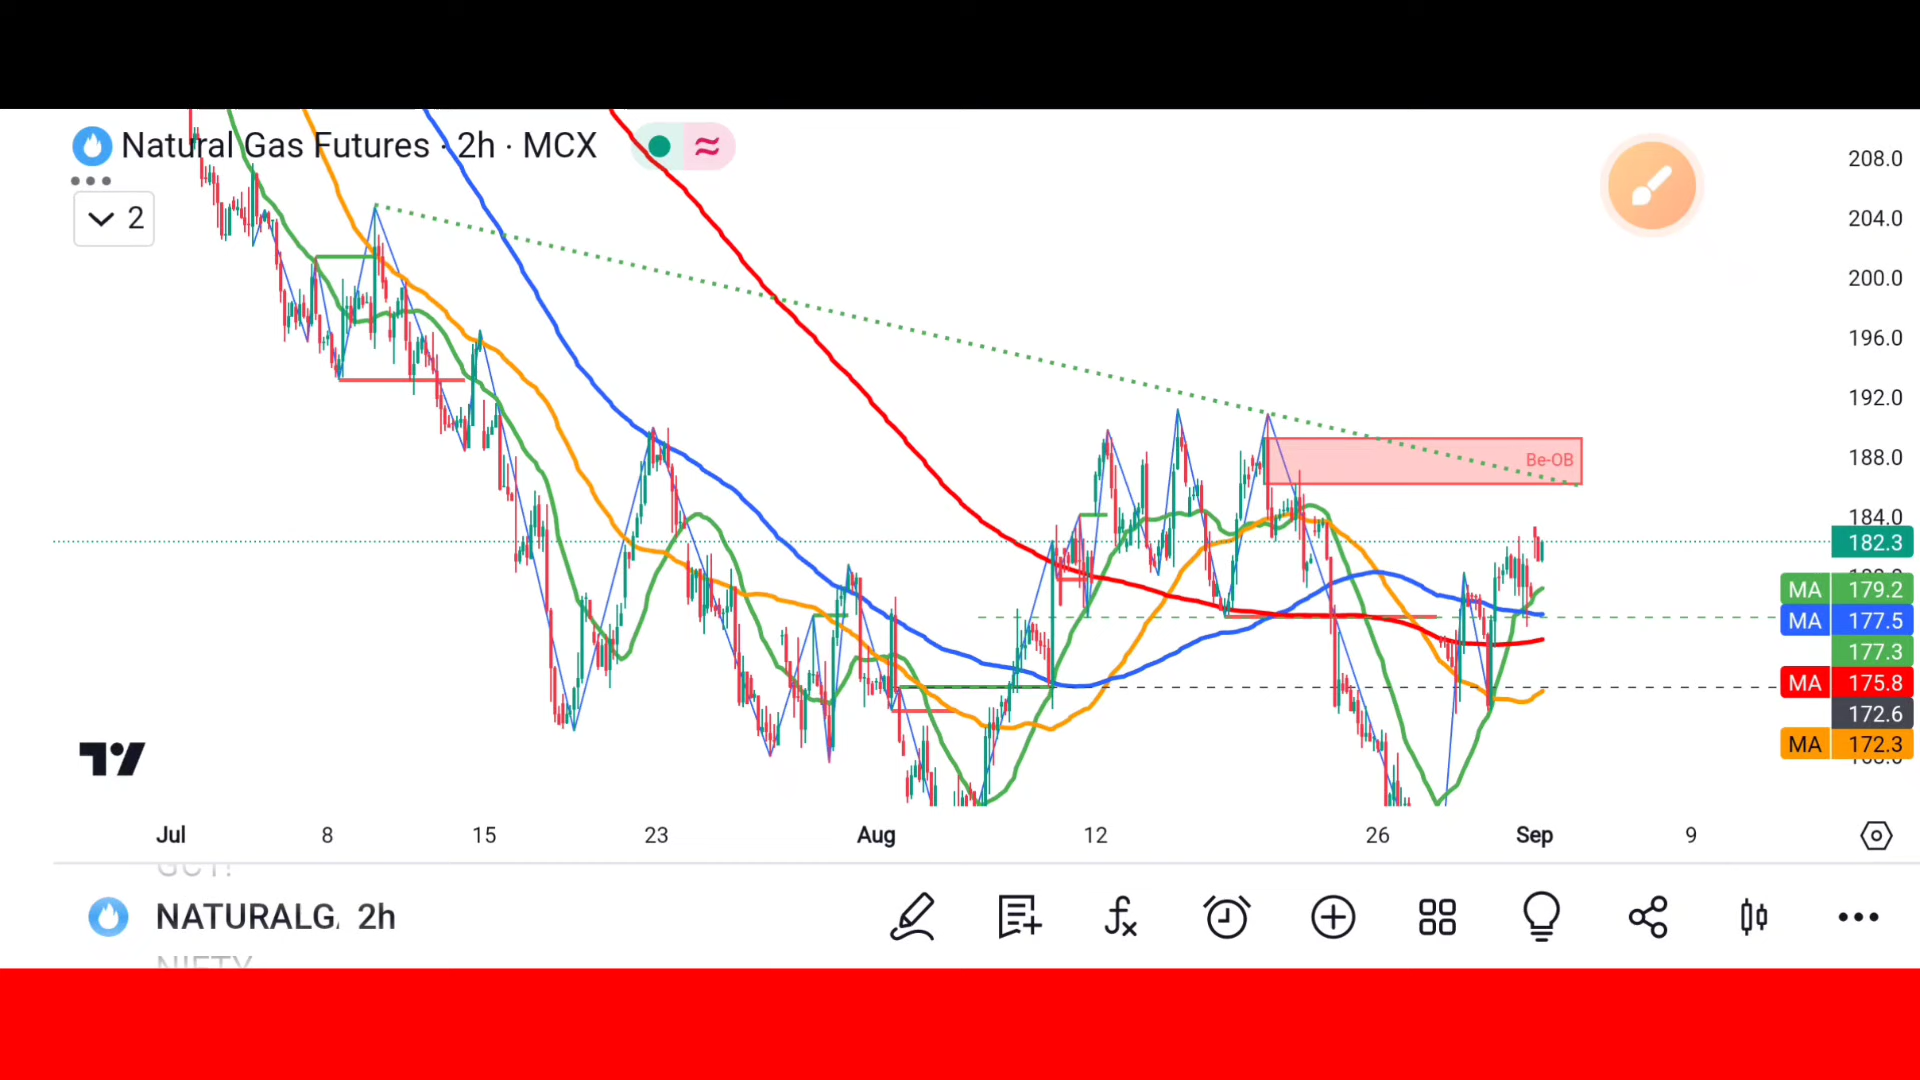 Natural Gas Futures · 2h · MCX
2
208.0
204.0
200.0
196.0
192.0
188.0
Be-OB
184.0
182.3
MA 179.2
MA 177.5
177.3
MA 175.8
172.6
MA 172.3
Jul 8 15 23 Aug 12 26 Sep 9
NATURALG 2h
NIFTY